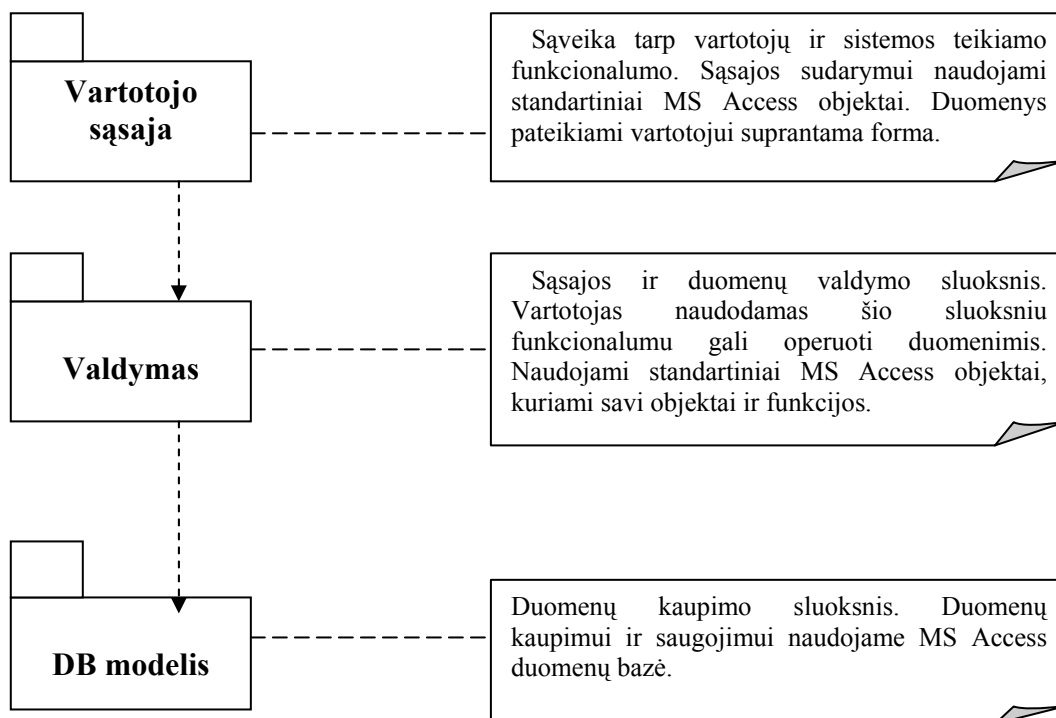 Vartotojo
sąsaja
Sąveika tarp vartotojų ir sistemos teikiamo
funkcionalumo. Sąsajos sudarymui naudojami
standartiniai MS Access objektai. Duomenys
pateikiami vartotojui suprantama forma.
Valdymas
Sąsajos ir duomenų valdymo sluoksnis.
Vartotojas naudodamas šio sluoksniu
funkcionalumu gali operuoti duomenimis.
Naudojami standartiniai MS Access objektai,
kuriami savi objektai ir funkcijos.
DB modelis
Duomenų kaupimo sluoksnis. Duomenų
kaupimui ir saugojimui naudojame MS Access
duomenų bazė.